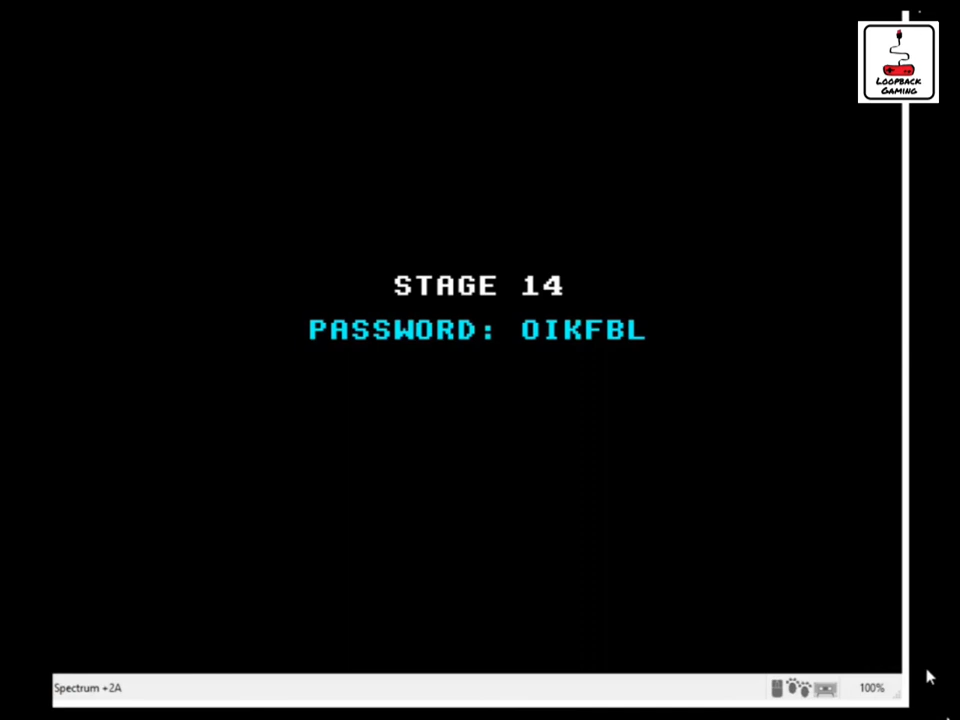 LOOPBACK
GAMING
STAGE 14
PASSWORD: OIKFBL
Spectrum +2A
100%